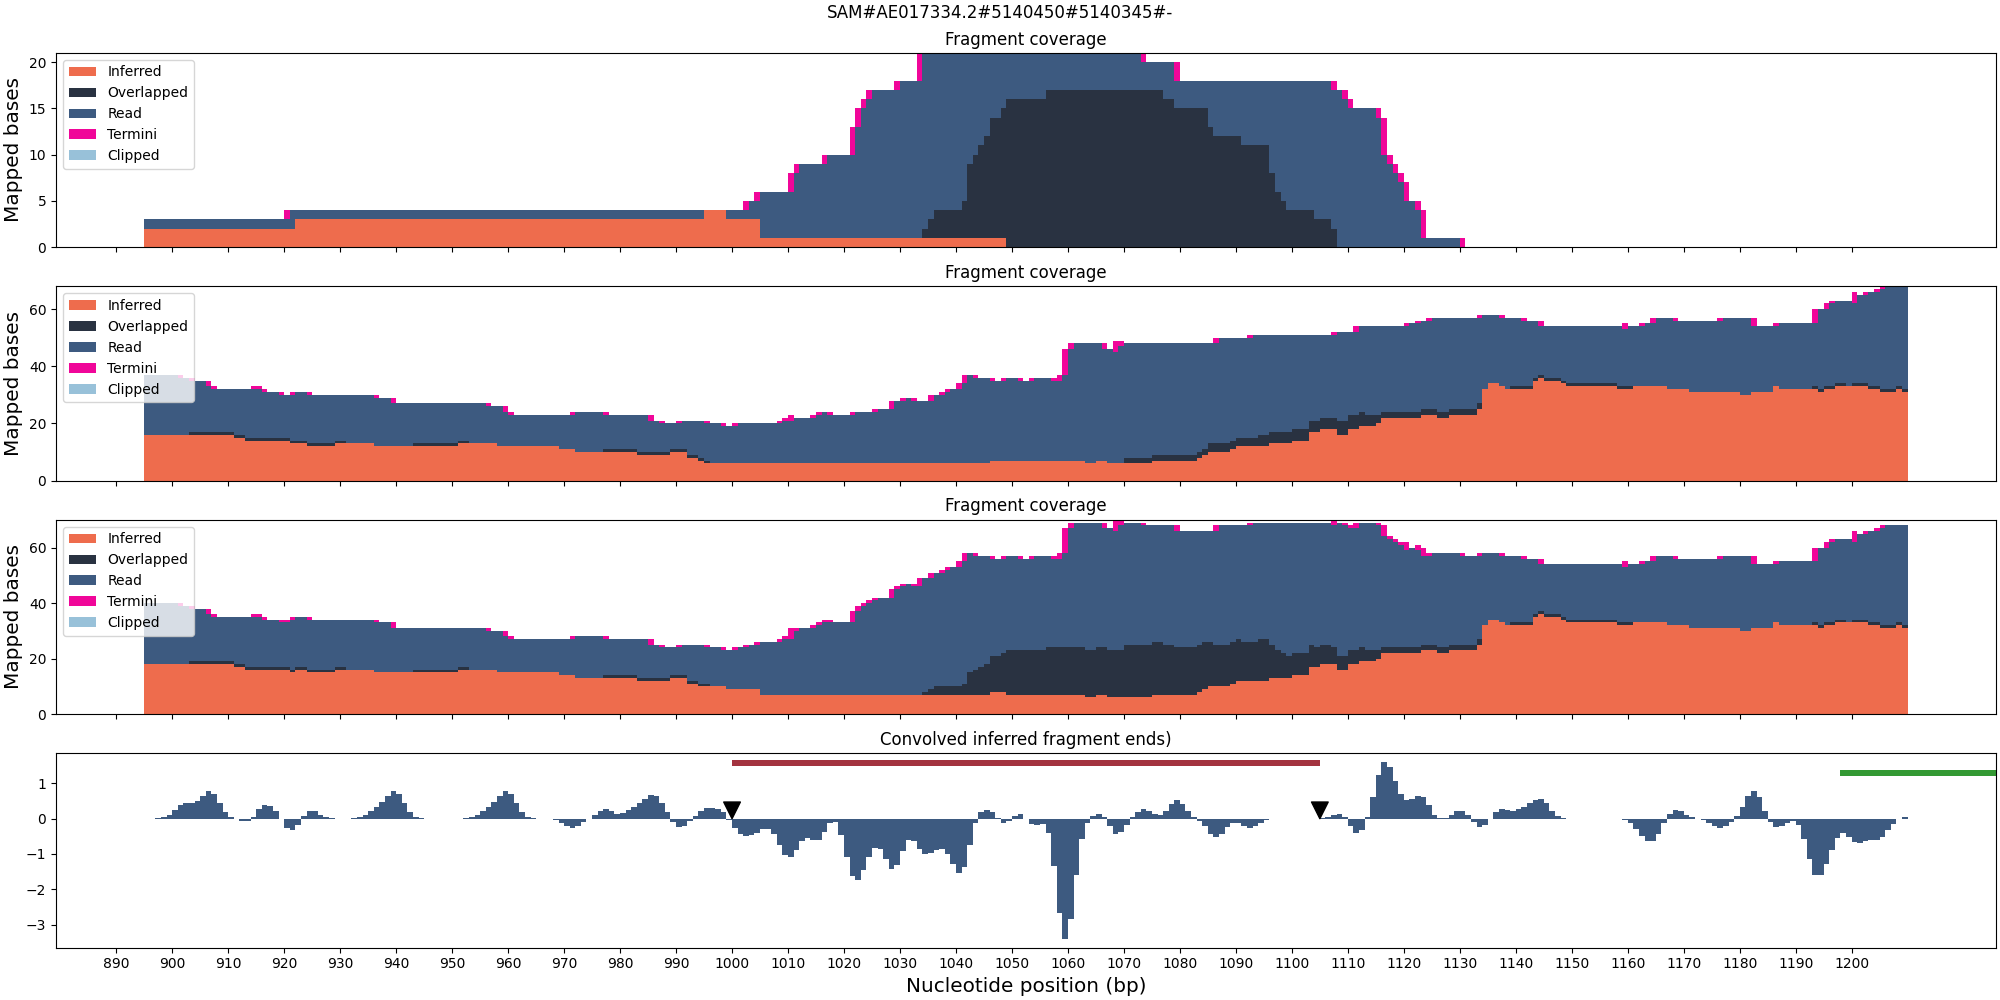 SAM#AE017334.2#5140450#5140345#-
Fragment coverage
Mapped bases
20
15
10
5
0
Inferred
Overlapped
Read
Termini
Clipped
Fragment coverage
Mapped bases
60
40
20
0
Inferred
Overlapped
Read
Termini
Clipped
Fragment coverage
Mapped bases
60
40
20
0
Inferred
Overlapped
Read
Termini
Clipped
Convolved inferred fragment ends)
1
0
−1
−2
−3
890 900 910 920 930 940 950 960 970 980 990 1000 1010 1020 1030 1040 1050 1060 1070 1080 1090 1100 1110 1120 1130 1140 1150 1160 1170 1180 1190 1200
Nucleotide position (bp)